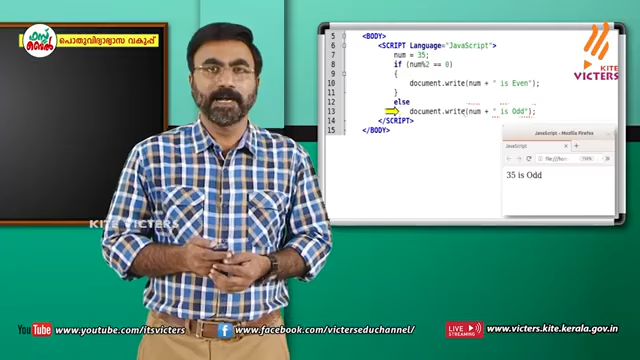 ഫസ്റ്റ് ബെൽ
പൊതുവിദ്യാഭ്യാസ വകുപ്പ്
5 <BODY>
6 <SCRIPT Language="JavaScript">
7 num = 35;
8 if (num%2 == 0)
9 {
10 document.write(num + " is Even");
11 }
12 else
13 document.write(num + " is Odd");
14 </SCRIPT>
15 </BODY>
KITE
VICTERS
JavaScript - Mozilla Firefox
JavaScript
35 is Odd
KITE VICTERS
YouTube www.youtube.com/itsvicters
f www.facebook.com/victerseduchannel/
LIVE STREAMING www.victers.kite.kerala.gov.in